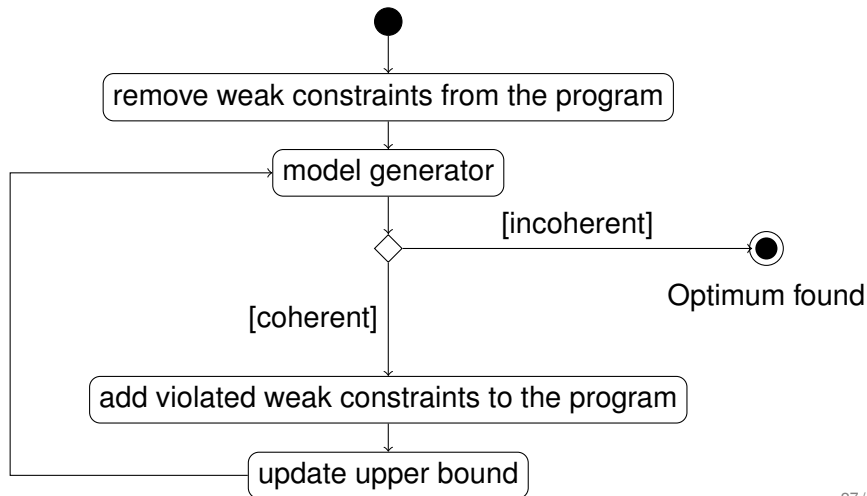 remove weak constraints from the program
model generator
[incoherent]
Optimum found
[coherent]
add violated weak constraints to the program
update upper bound